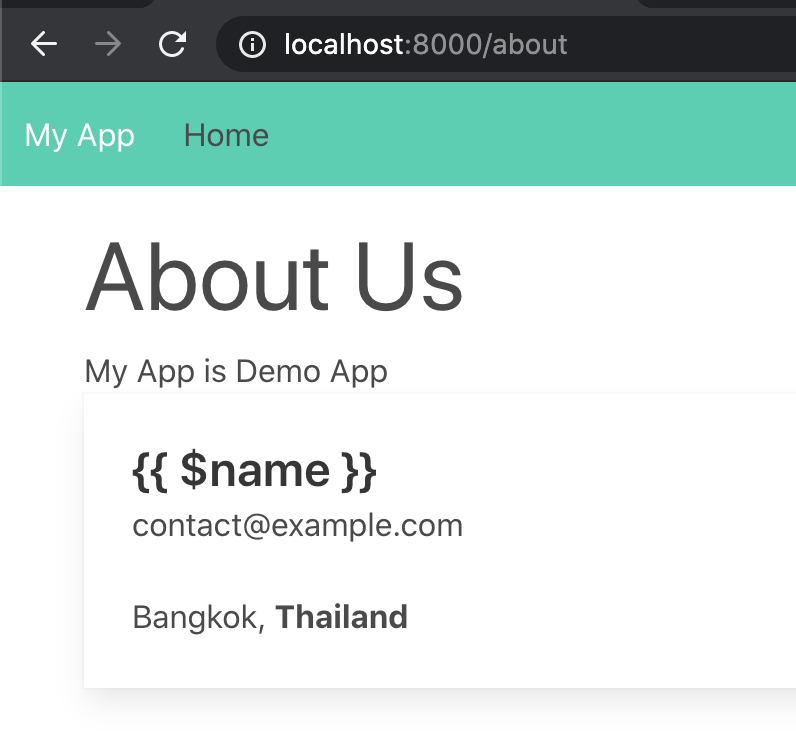 localhost:8000/about
My App Home
About Us
My App is Demo App
{{ $name }}
contact@example.com
Bangkok, Thailand